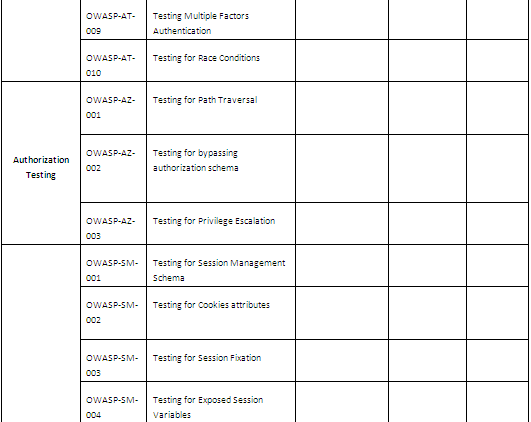 OWASP-AT-
009
Testing Multiple Factors
Authentication
OWASP-AT-
010
Testing for Race Conditions
Authorization
Testing
OWASP-AZ-
001
Testing for Path Traversal
OWASP-AZ-
002
Testing for bypassing
authorization schema
OWASP-AZ-
003
Testing for Privilege Escalation
OWASP-SM-
001
Testing for Session Management
Schema
OWASP-SM-
002
Testing for Cookies attributes
OWASP-SM-
003
Testing for Session Fixation
OWASP-SM-
004
Testing for Exposed Session
Variables